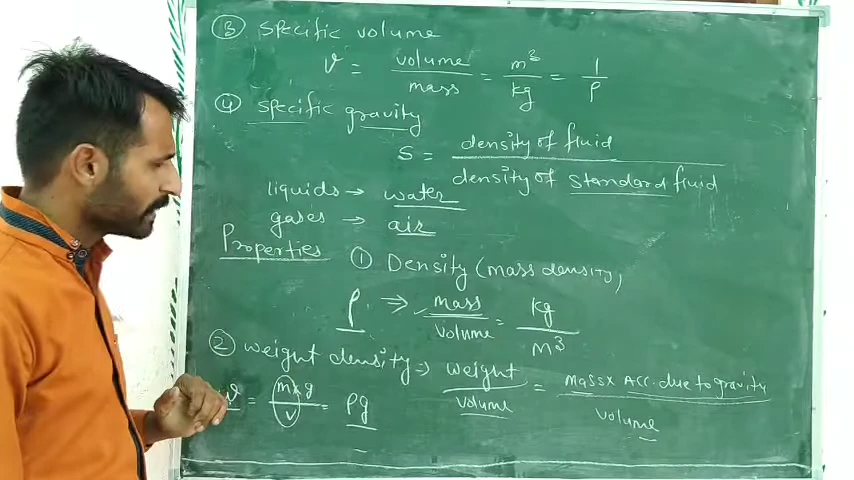 ③ Specific volume
v = volume/mass = m³/kg = 1/ρ
④ Specific gravity
S = density of fluid/density of standard fluid
liquids → water
gases → air
Properties ① Density (mass density)
ρ ⇒ mass/volume = kg/m³
② weight density ⇒ weight/volume = mass x Acc. due to gravity/volume
= mxg/v = ρg